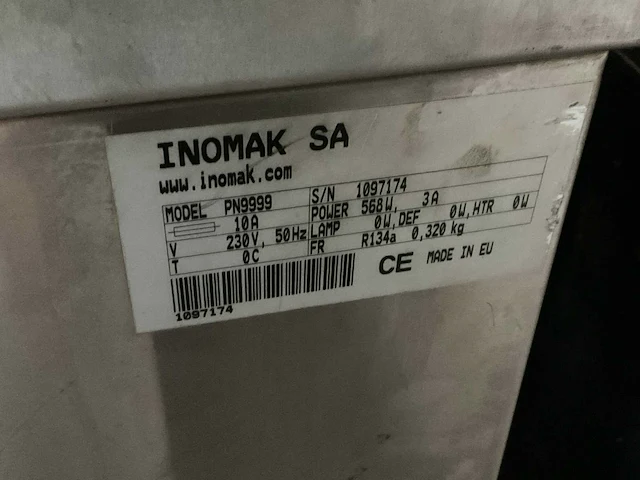 INOMAK SA
www.inomak.com
MODEL PN9999 S/N 1097174
10A POWER 568W, 3A
V 230V, 50Hz LAMP 0W,DEF 0W,HTR 0W
T 0C FR R134a 0,320 kg
1097174 CE MADE IN EU